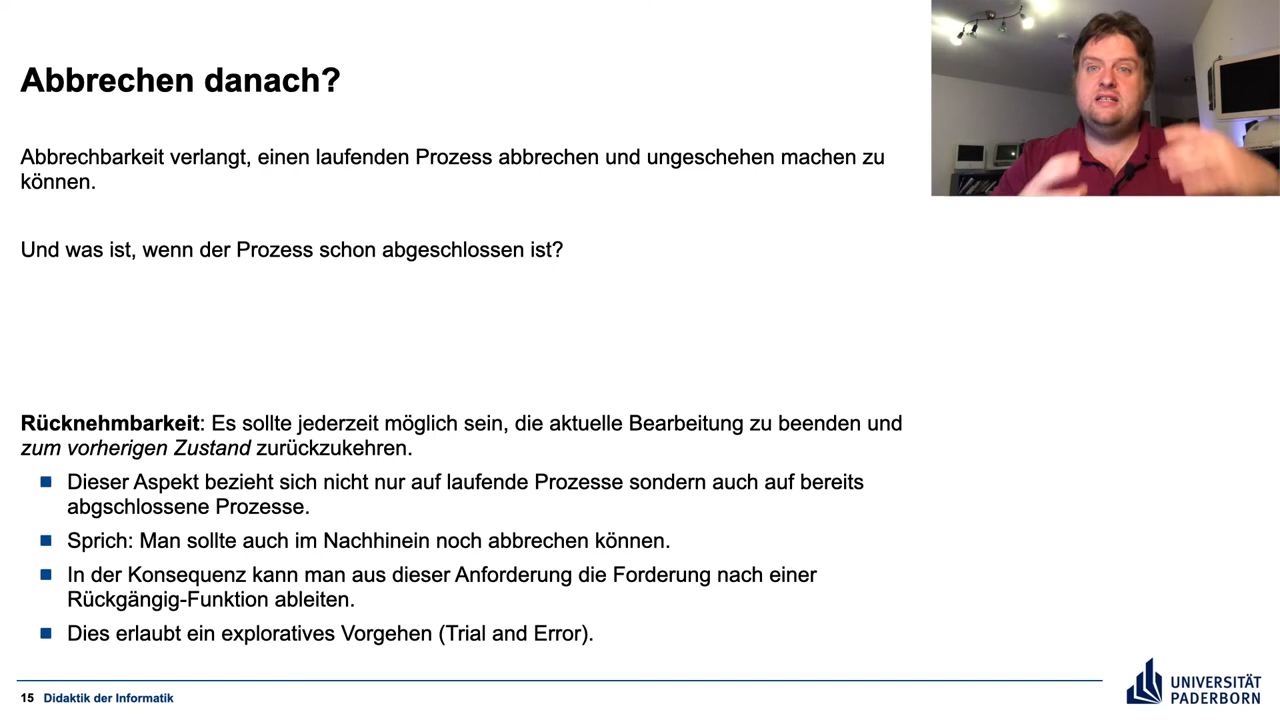 Abbrechen danach?
Abbrechbarkeit verlangt, einen laufenden Prozess abbrechen und ungeschehen machen zu
können.
Und was ist, wenn der Prozess schon abgeschlossen ist?
Rücknehmbarkeit: Es sollte jederzeit möglich sein, die aktuelle Bearbeitung zu beenden und
zum vorherigen Zustand zurückzukehren.
Dieser Aspekt bezieht sich nicht nur auf laufende Prozesse sondern auch auf bereits
abgschlossene Prozesse.
Sprich: Man sollte auch im Nachhinein noch abbrechen können.
In der Konsequenz kann man aus dieser Anforderung die Forderung nach einer
Rückgängig-Funktion ableiten.
Dies erlaubt ein exploratives Vorgehen (Trial and Error).
15 Didaktik der Informatik
UNIVERSITÄT
PADERBORN